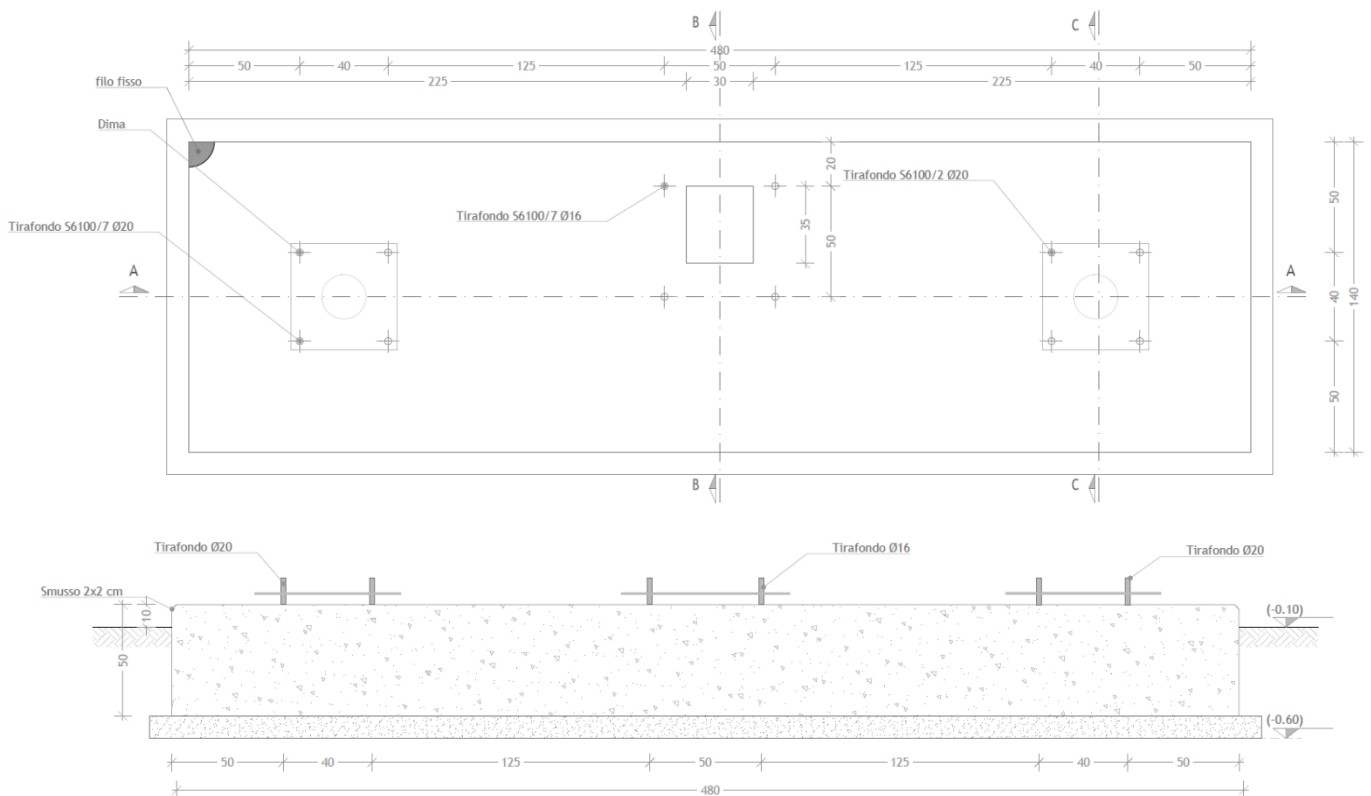 B
C
480
50
40
125
50
125
40
50
225
30
225
filo fisso
Dima
20
Tirafondo S6100/2 Ø20
50
Tirafondo S6100/7 Ø16
35
50
Tirafondo S6100/7 Ø20
A
A
40
140
50
B
C
Tirafondo Ø20
Tirafondo Ø16
Tirafondo Ø20
Smusso 2x2 cm
10
(-0.10)
50
(-0.60)
50
40
125
50
125
40
50
480